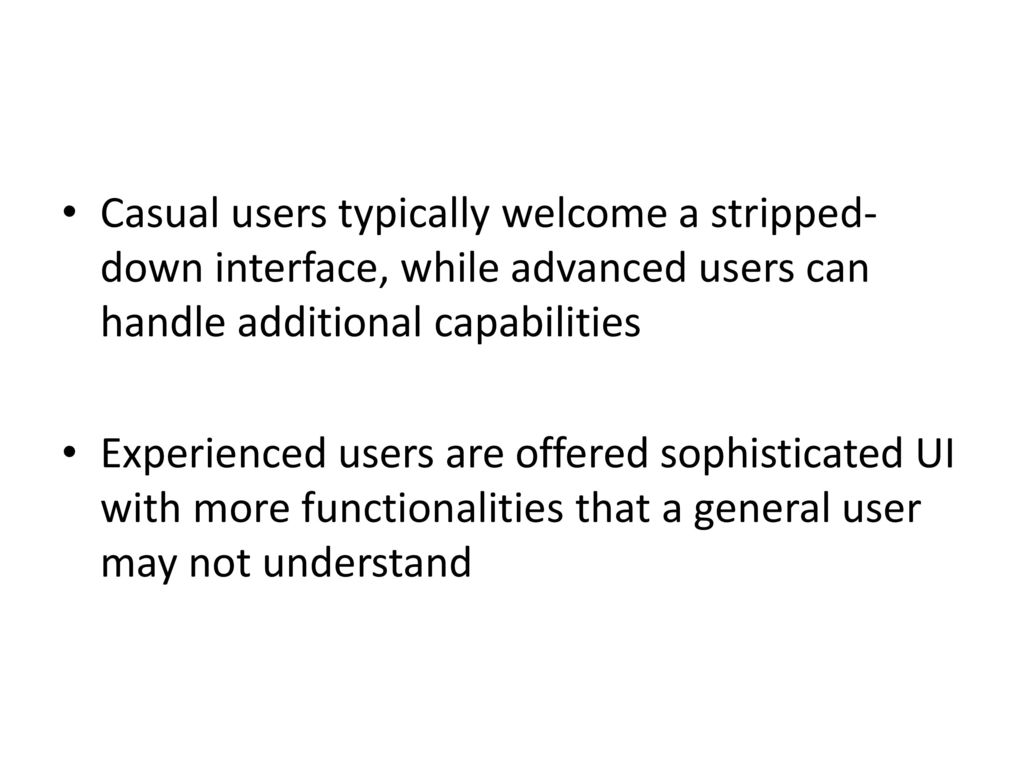 • Casual users typically welcome a stripped-
down interface, while advanced users can
handle additional capabilities
• Experienced users are offered sophisticated UI
with more functionalities that a general user
may not understand